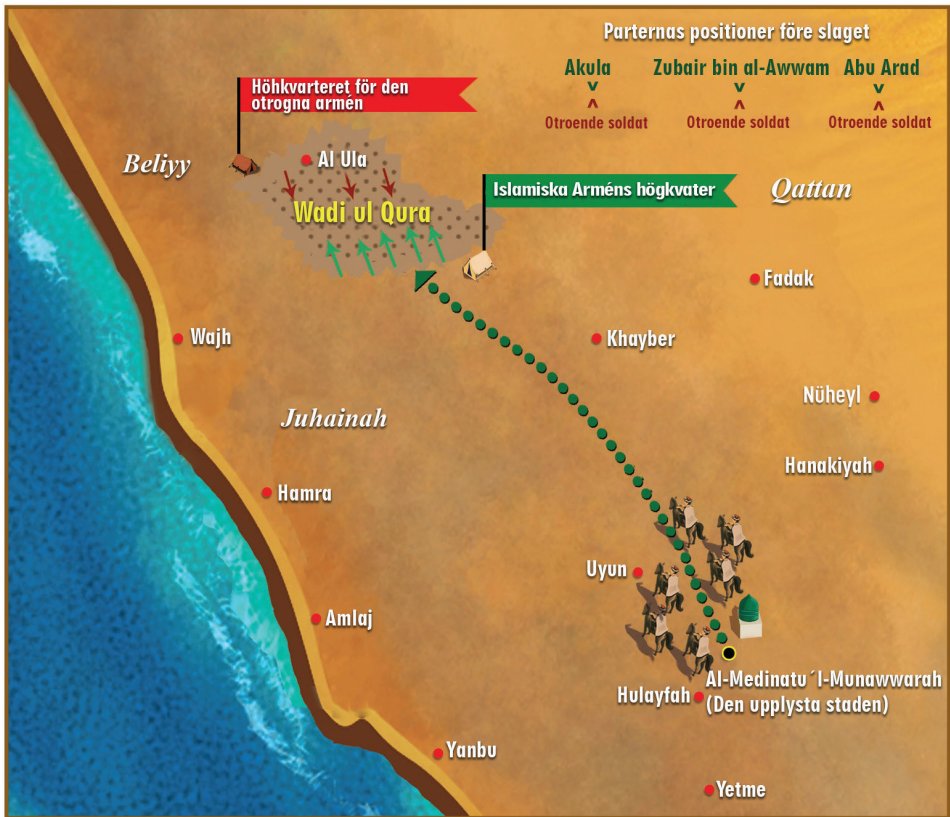 Parternas positioner före slaget
Akula
Zubair bin al-Awwam
Abu Arad
Otroende soldat
Otroende soldat
Otroende soldat
Höhkvarteret för den
otrogna armén
Beliyy
Al Ula
Islamiska Arméns högkvater
Qattan
Wadi ul Qura
Fadak
Wajh
Khayber
Nüheyl
Juhainah
Hanakiyah
Hamra
Uyun
Amlaj
Al-Medinatu´l-Munawwarah
Hulayfah
(Den upplysta staden)
Yanbu
Yetme